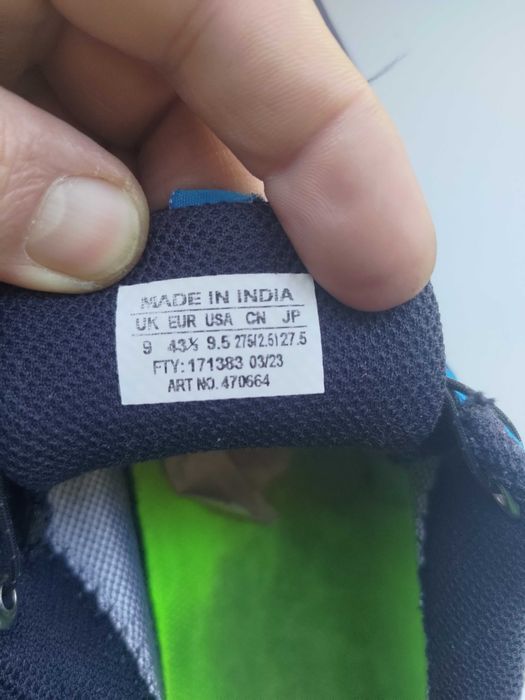 MADE IN INDIA
UK EUR USA CN JP
9 43⅓ 9.5 275(2.5) 27.5
FTY: 171383 03/23
ART NO. 470664